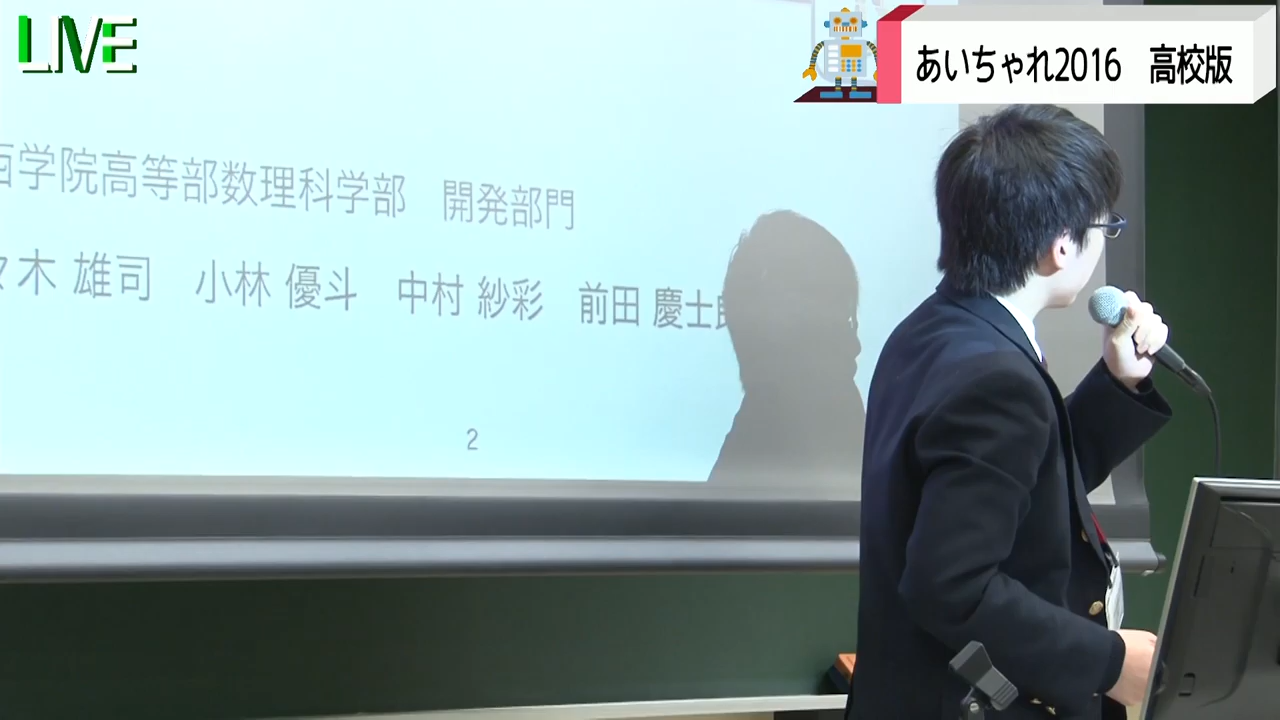 LIVE
あいちゃれ2016 高校版
学院高等部数理科学部 開発部門
木 雄司 小林 優斗 中村 紗彩 前田 慶士
2